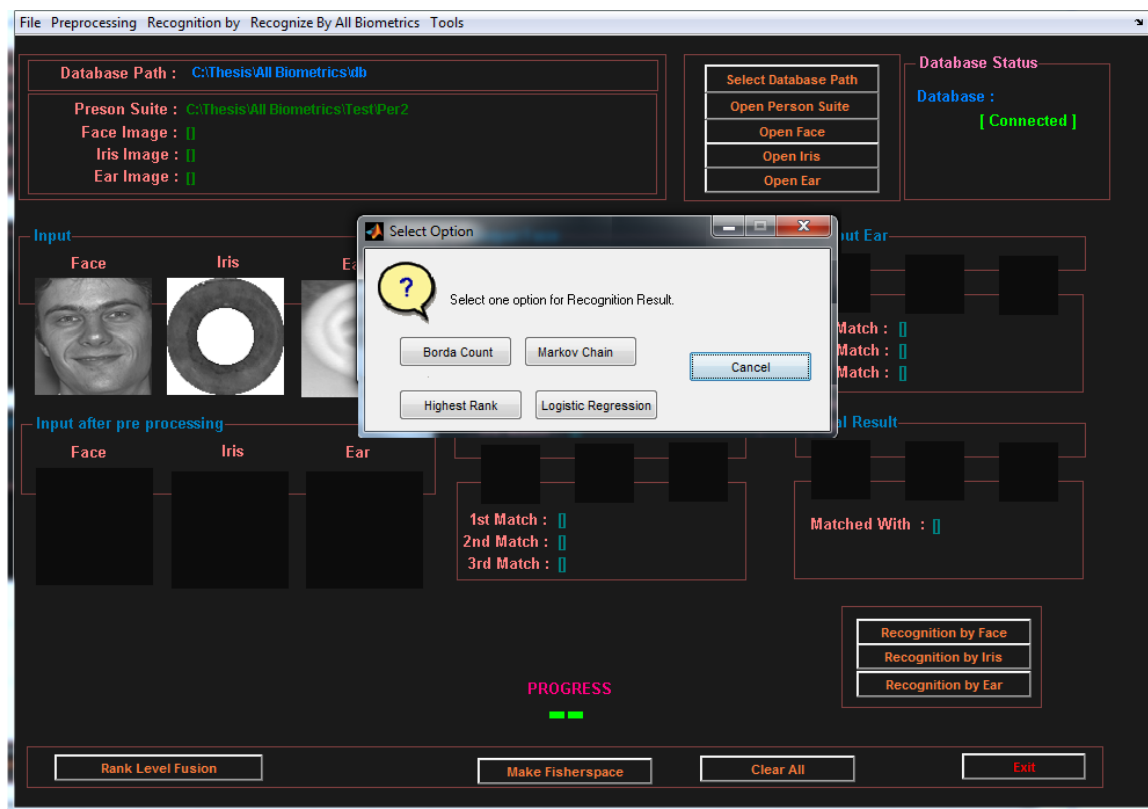 File Preprocessing Recognition by Recognize By All Biometrics Tools
Database Path : C:\Thesis\All Biometrics\db
Preson Suite : C:\Thesis\All Biometrics\Test\Per2
Face Image : []
Iris Image : []
Ear Image : []
Select Database Path
Open Person Suite
Open Face
Open Iris
Open Ear
Database Status
Database :
[ Connected ]
Input
Face Iris
Select Option
?
Select one option for Recognition Result.
Borda Count Markov Chain
Cancel
Highest Rank Logistic Regression
Ear
Match : []
Match : []
Match : []
Input after pre processing
Face Iris Ear
1st Match : []
2nd Match : []
3rd Match : []
Result
Matched With : []
Recognition by Face
Recognition by Iris
Recognition by Ear
PROGRESS
Rank Level Fusion Make Fisherspace Clear All Exit